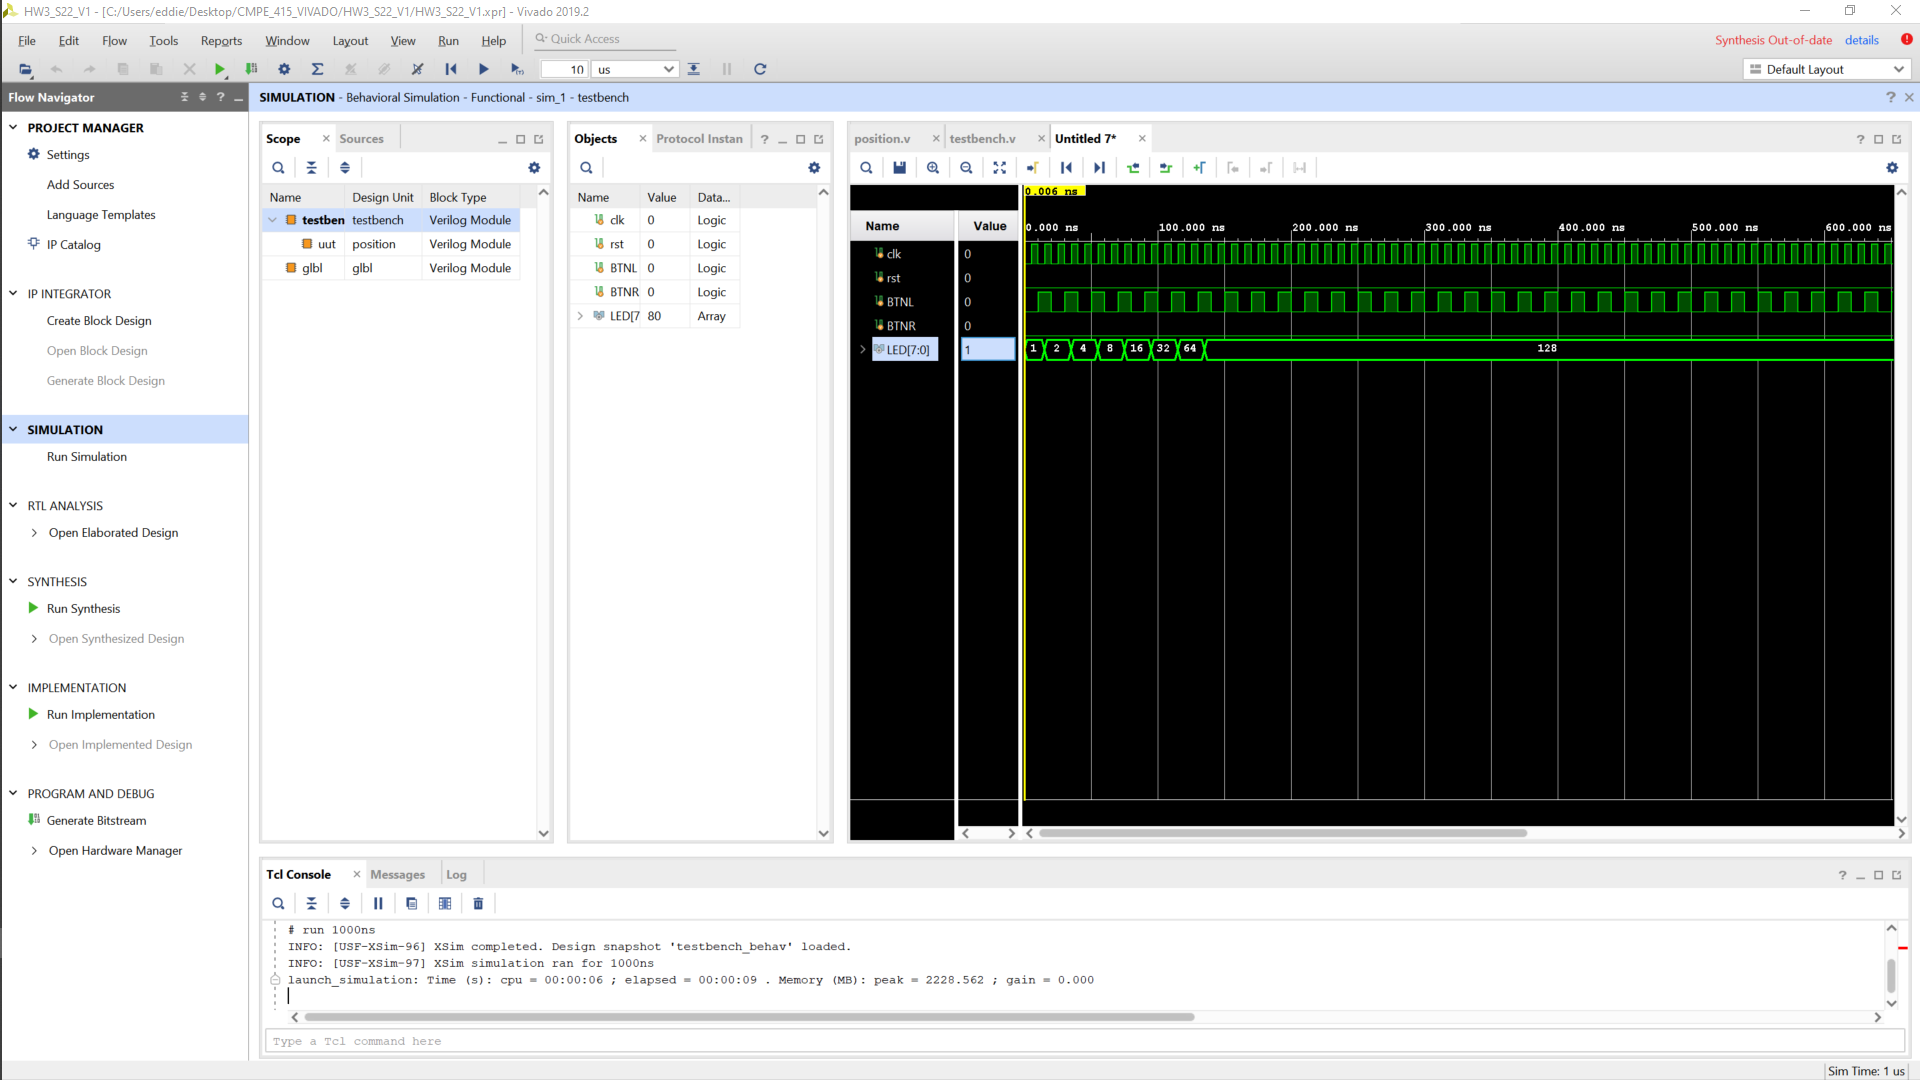 HW3_S22_V1 - [C:/Users/eddie/Desktop/CMPE_415_VIVADO/HW3_S22_V1/HW3_S22_V1.xpr] - Vivado 2019.2
File Edit Flow Tools Reports Window Layout View Run Help Quick Access
Synthesis Out-of-date details
10 us
Default Layout
Flow Navigator
PROJECT MANAGER
Settings
Add Sources
Language Templates
IP Catalog
IP INTEGRATOR
Create Block Design
Open Block Design
Generate Block Design
SIMULATION
Run Simulation
RTL ANALYSIS
Open Elaborated Design
SYNTHESIS
Run Synthesis
Open Synthesized Design
IMPLEMENTATION
Run Implementation
Open Implemented Design
PROGRAM AND DEBUG
Generate Bitstream
Open Hardware Manager
SIMULATION - Behavioral Simulation - Functional - sim_1 - testbench
Scope Sources
Name Design Unit Block Type
testben testbench Verilog Module
uut position Verilog Module
glbl glbl Verilog Module
Objects Protocol Instan
Name Value Data...
clk 0 Logic
rst 0 Logic
BTNL 0 Logic
BTNR 0 Logic
LED[7 80 Array
position.v testbench.v Untitled 7*
0.006 ns
Name Value
0.000 ns 100.000 ns 200.000 ns 300.000 ns 400.000 ns 500.000 ns 600.000 ns
clk 0
rst 0
BTNL 0
BTNR 0
LED[7:0] 1 1 2 4 8 16 32 64 128
Tcl Console Messages Log
# run 1000ns
INFO: [USF-XSim-96] XSim completed. Design snapshot 'testbench_behav' loaded.
INFO: [USF-XSim-97] XSim simulation ran for 1000ns
launch_simulation: Time (s): cpu = 00:00:06 ; elapsed = 00:00:09 . Memory (MB): peak = 2228.562 ; gain = 0.000
Type a Tcl command here
Sim Time: 1 us